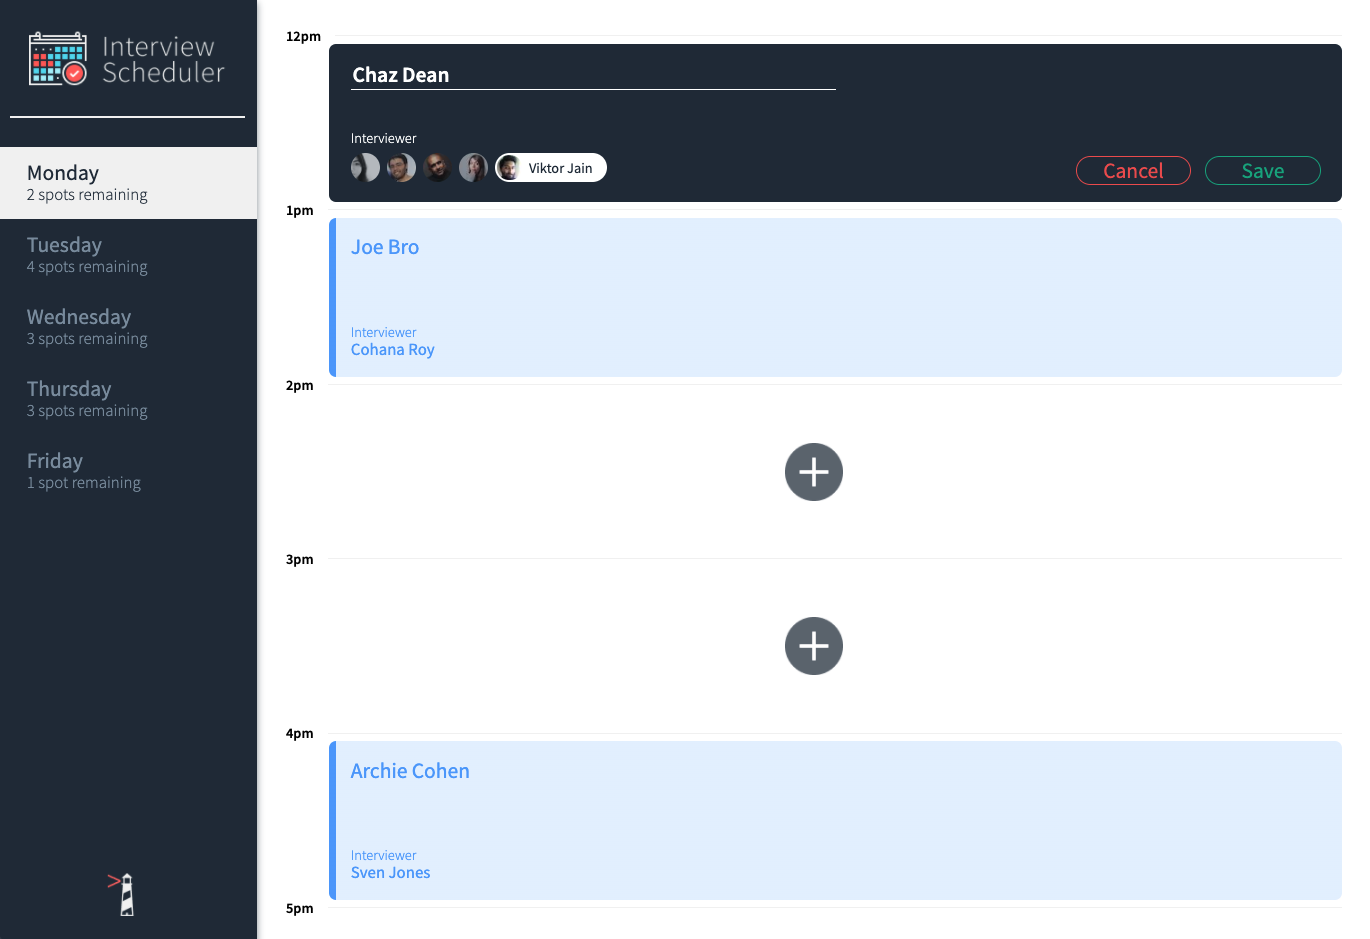 Interview
Scheduler
Monday
2 spots remaining
Tuesday
4 spots remaining
Wednesday
3 spots remaining
Thursday
3 spots remaining
Friday
1 spot remaining
12pm
Chaz Dean
Interviewer
Viktor Jain
Cancel
Save
1pm
Joe Bro
Interviewer
Cohana Roy
2pm
3pm
4pm
Archie Cohen
Interviewer
Sven Jones
5pm